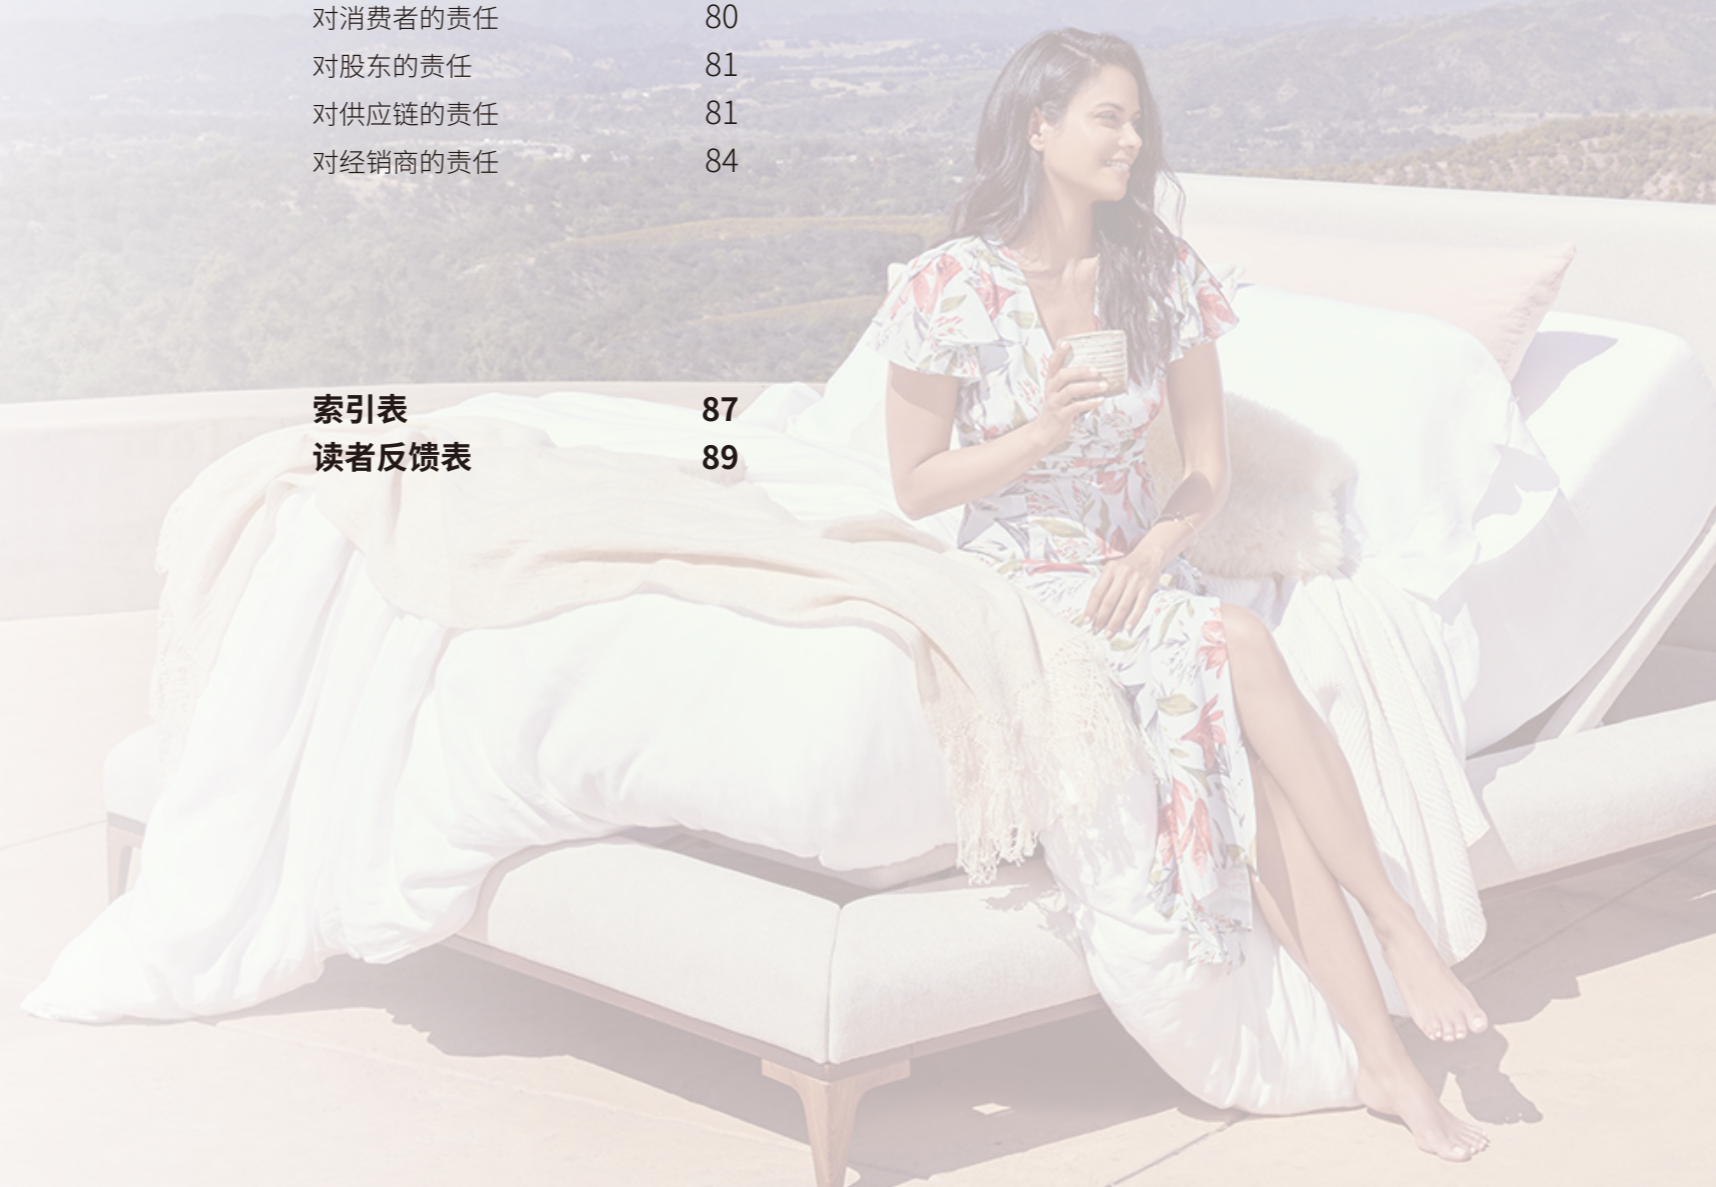 对消费者的责任 80
对股东的责任 81
对供应链的责任 81
对经销商的责任 84
索引表 87
读者反馈表 89